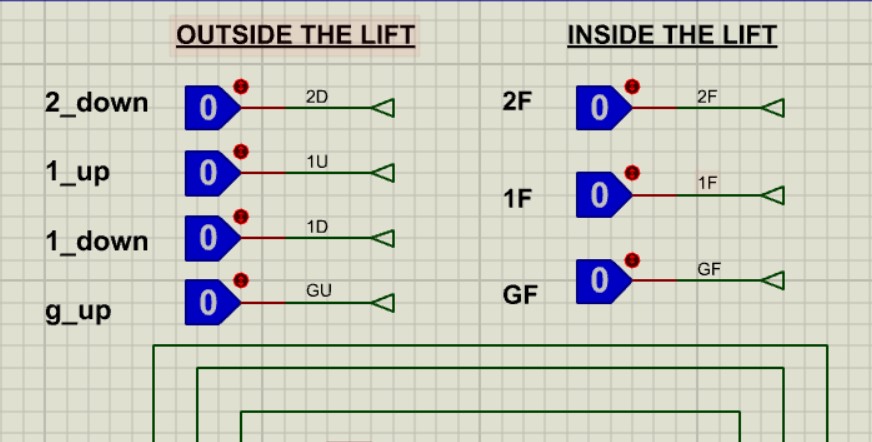 OUTSIDE THE LIFT
2_down 0 2D
1_up 0 1U
1_down 0 1D
g_up 0 GU
INSIDE THE LIFT
2F 0 2F
1F 0 1F
GF 0 GF